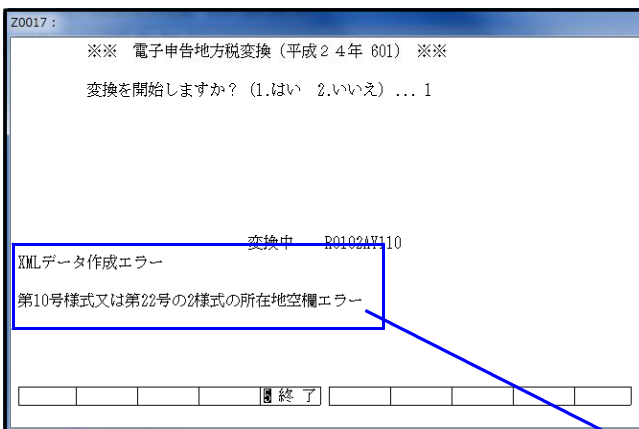 Z0017：
※※　電子申告地方税変換（平成２４年 601）　※※
変換を開始しますか？（1.はい　2.いいえ）... 1
変換中　　R0102AY110
XMLデータ作成エラー
第10号様式又は第22号の2様式の所在地空欄エラー
5 終 了